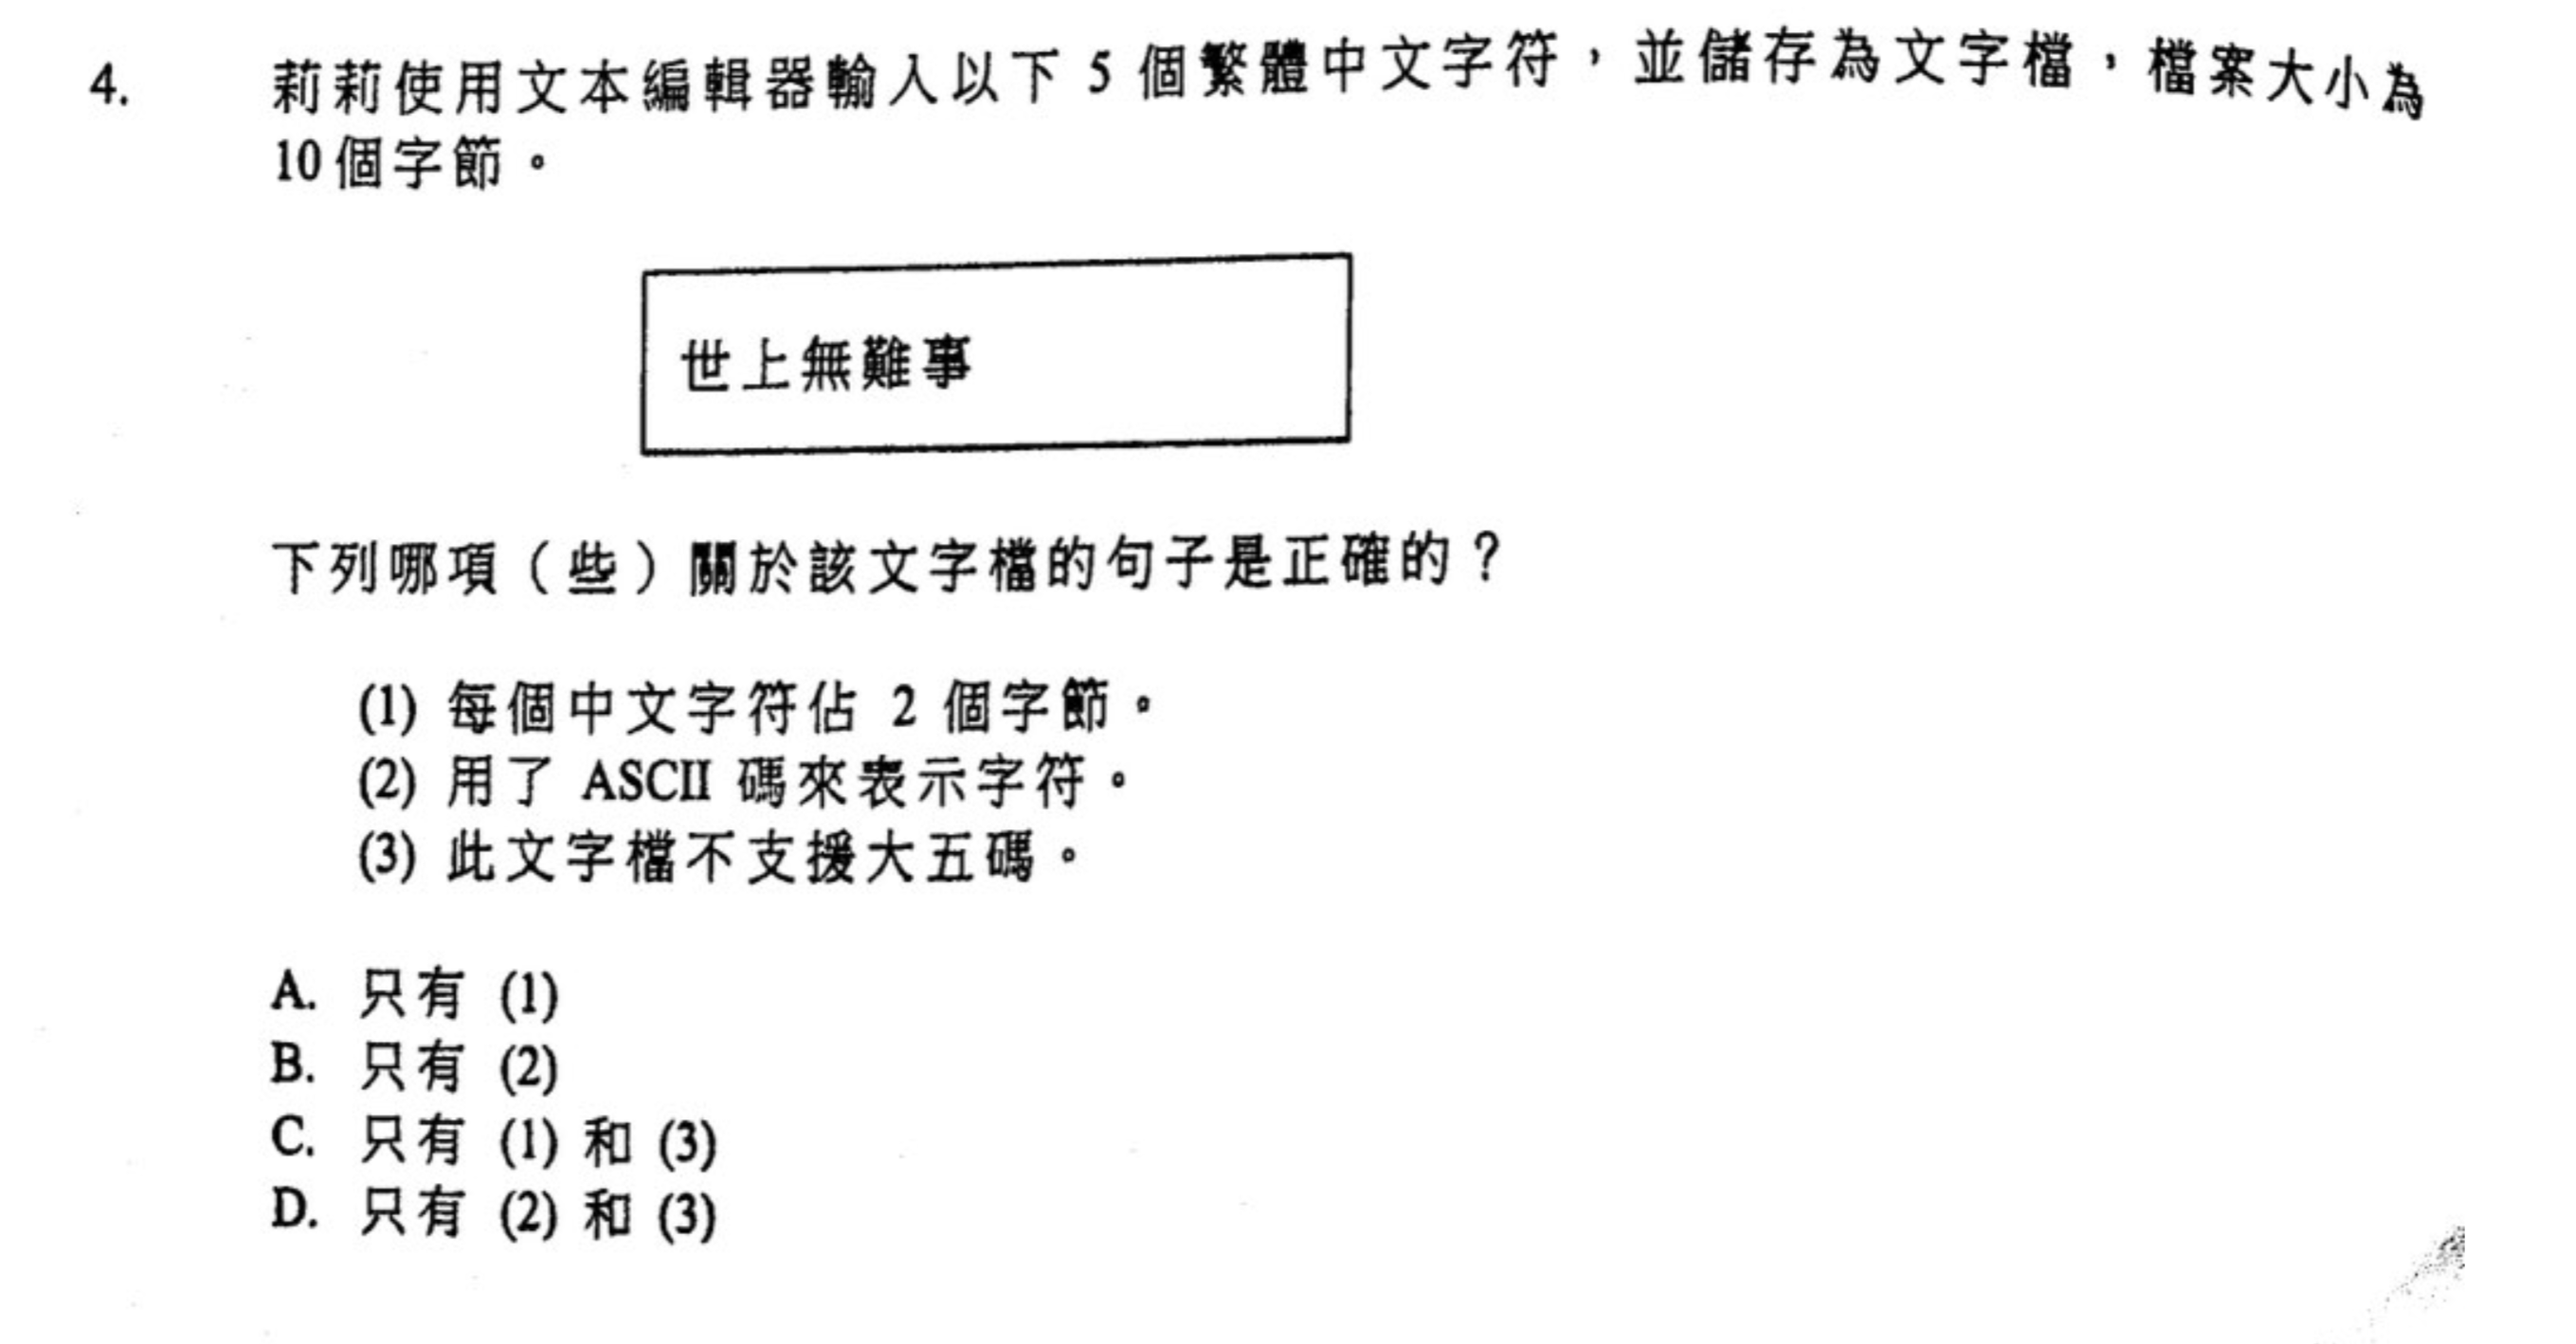 4. 莉莉使用文本編輯器輸入以下 5 個繁體中文字符，並儲存為文字檔，檔案大小為
10個字節。
世上無難事
下列哪項（些）關於該文字檔的句子是正確的？
(1) 每個中文字符佔 2 個字節。
(2) 用了 ASCII 碼來表示字符。
(3) 此文字檔不支援大五碼。
A. 只有 (1)
B. 只有 (2)
C. 只有 (1) 和 (3)
D. 只有 (2) 和 (3)